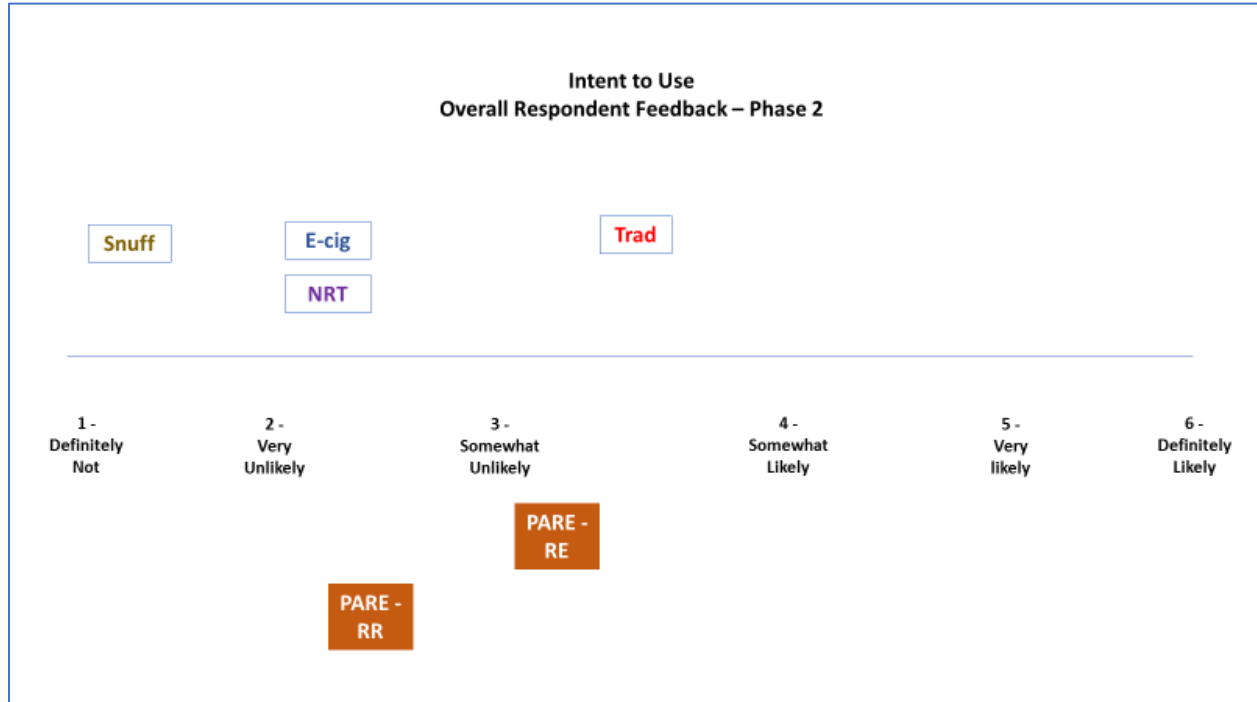 Intent to Use
Overall Respondent Feedback – Phase 2
Snuff
E-cig
Trad
NRT
1 -
Definitely
Not
2 -
Very
Unlikely
3 -
Somewhat
Unlikely
4 -
Somewhat
Likely
5 -
Very
likely
6 -
Definitely
Likely
PARE -
RE
PARE -
RR